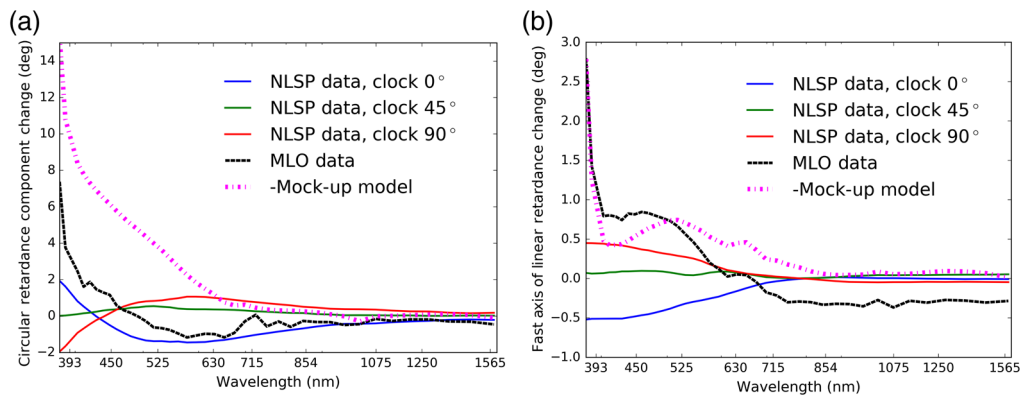 (a)
Circular retardance component change (deg)
14
12
10
8
6
4
2
0
−2
NLSP data, clock 0°
NLSP data, clock 45°
NLSP data, clock 90°
MLO data
-Mock-up model
393 450 525 630 715 854 1075 1250 1565
Wavelength (nm)
(b)
Fast axis of linear retardance change (deg)
3.0
2.5
2.0
1.5
1.0
0.5
0.0
−0.5
−1.0
NLSP data, clock 0°
NLSP data, clock 45°
NLSP data, clock 90°
MLO data
-Mock-up model
393 450 525 630 715 854 1075 1250 1565
Wavelength (nm)